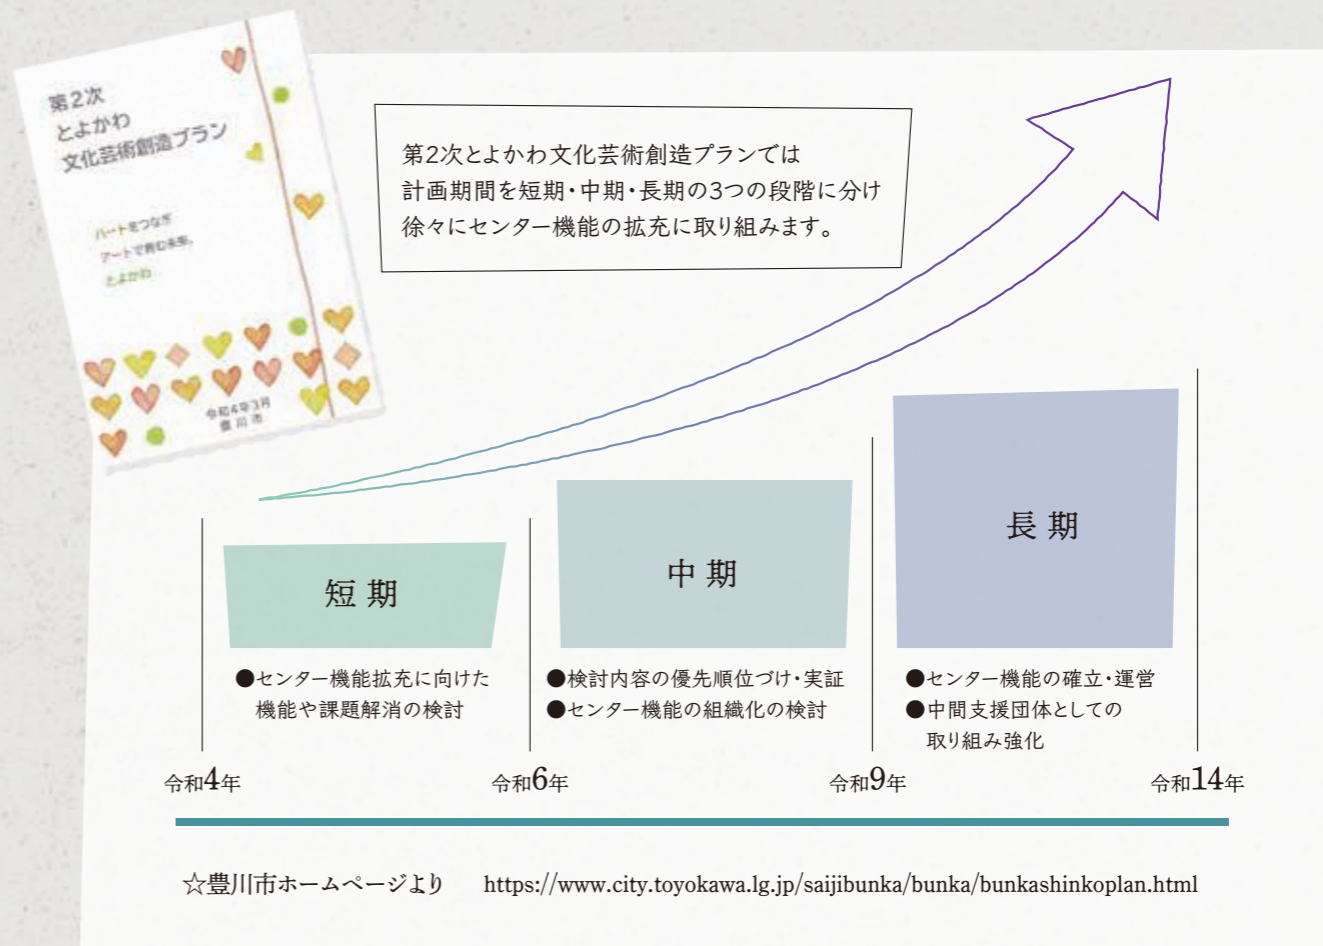 第2次
とよかわ
文化芸術創造プラン
ハートをつなぎ
アートで育む未来。
とよかわ
令和4年3月
豊川市
第2次とよかわ文化芸術創造プランでは
計画期間を短期・中期・長期の3つの段階に分け
徐々にセンター機能の拡充に取り組みます。
短期
●センター機能拡充に向けた
機能や課題解消の検討
中期
●検討内容の優先順位づけ・実証
●センター機能の組織化の検討
長期
●センター機能の確立・運営
●中間支援団体としての
取り組み強化
令和4年
令和6年
令和9年
令和14年
☆豊川市ホームページより https://www.city.toyokawa.lg.jp/saijibunka/bunka/bunkashinkoplan.html